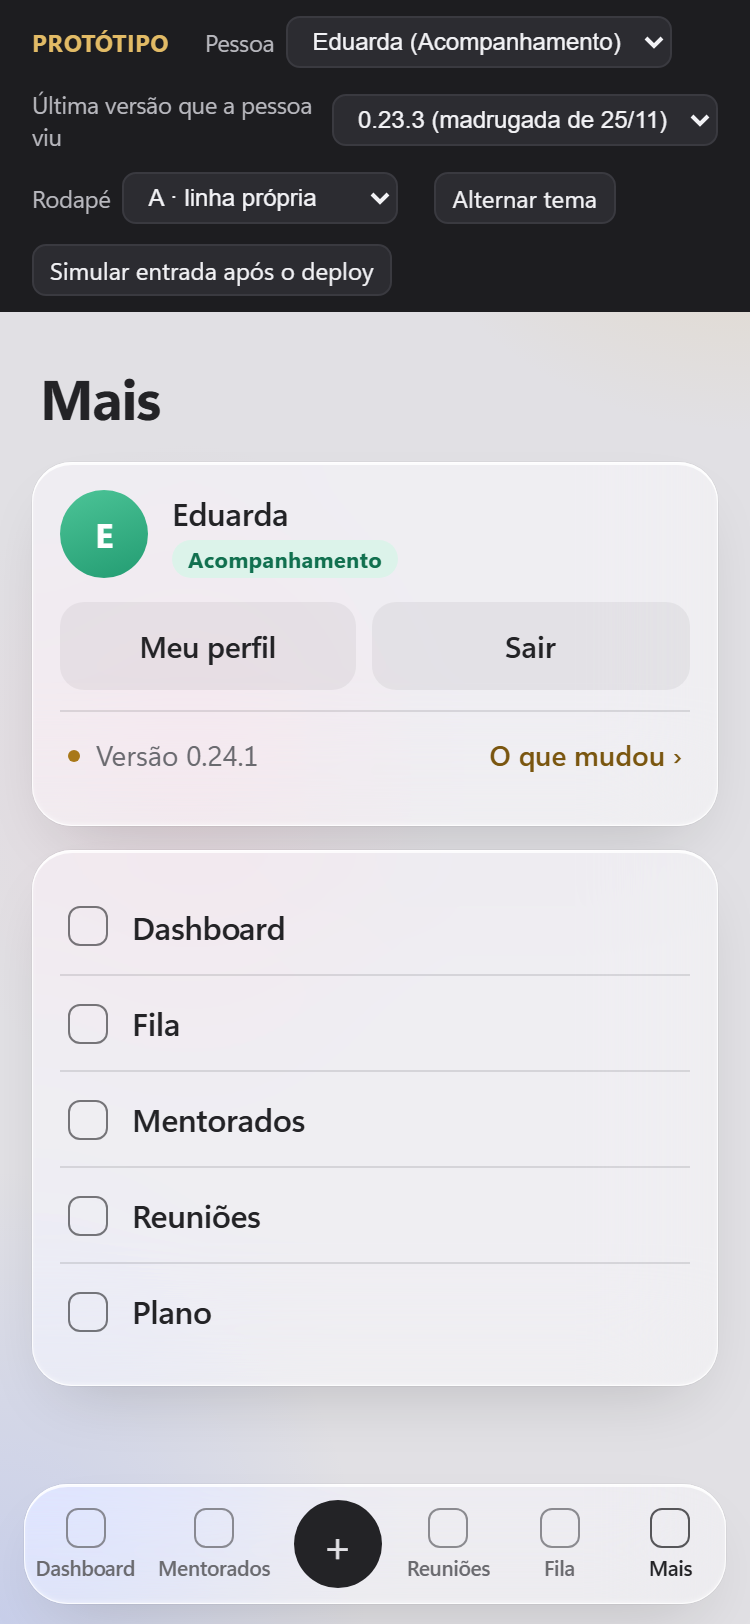 PROTÓTIPO Pessoa Eduarda (Acompanhamento)
Última versão que a pessoa viu 0.23.3 (madrugada de 25/11)
Rodapé A · linha própria Alternar tema
Simular entrada após o deploy
Mais
E Eduarda
Acompanhamento
Meu perfil Sair
Versão 0.24.1 O que mudou ›
Dashboard
Fila
Mentorados
Reuniões
Plano
Dashboard Mentorados + Reuniões Fila Mais